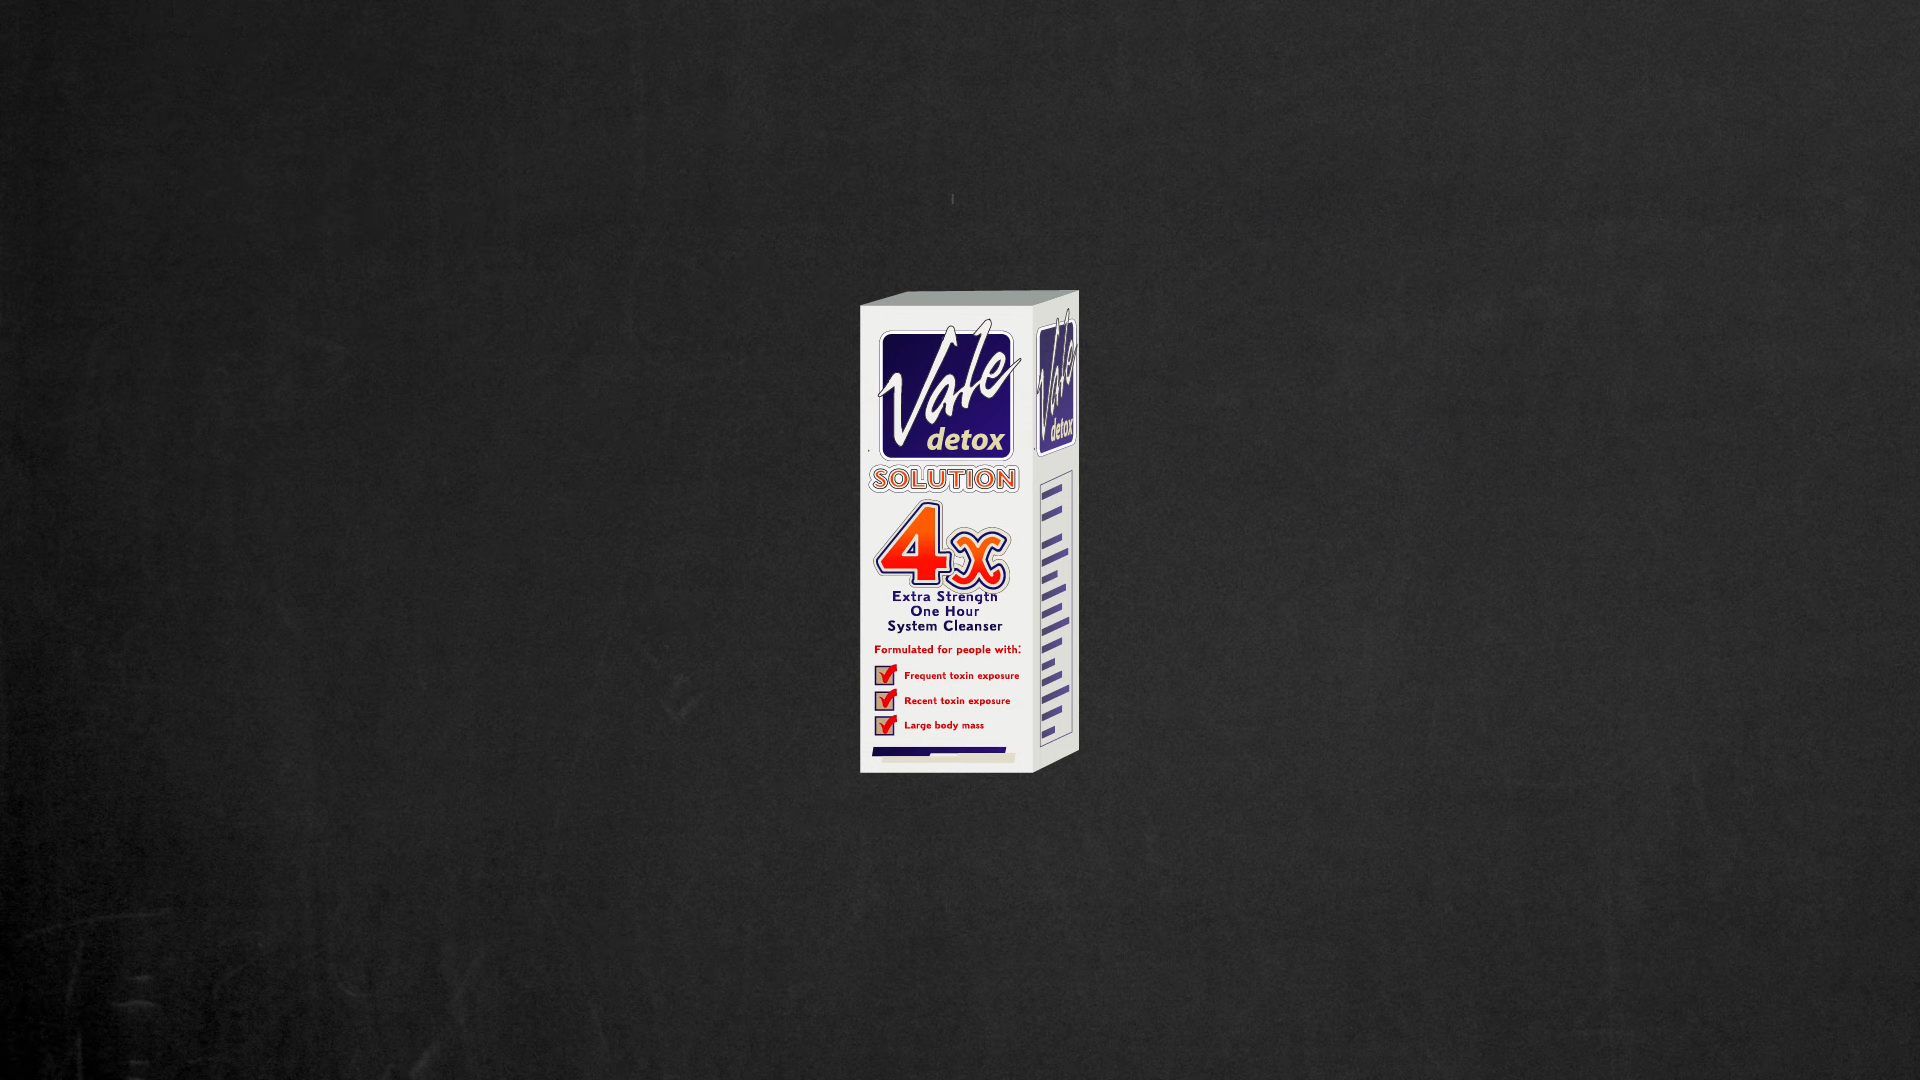 Vale
detox
SOLUTION
4x
Extra Strength
One Hour
System Cleanser
Formulated for people with:
Frequent toxin exposure
Recent toxin exposure
Large body mass
Vale
detox